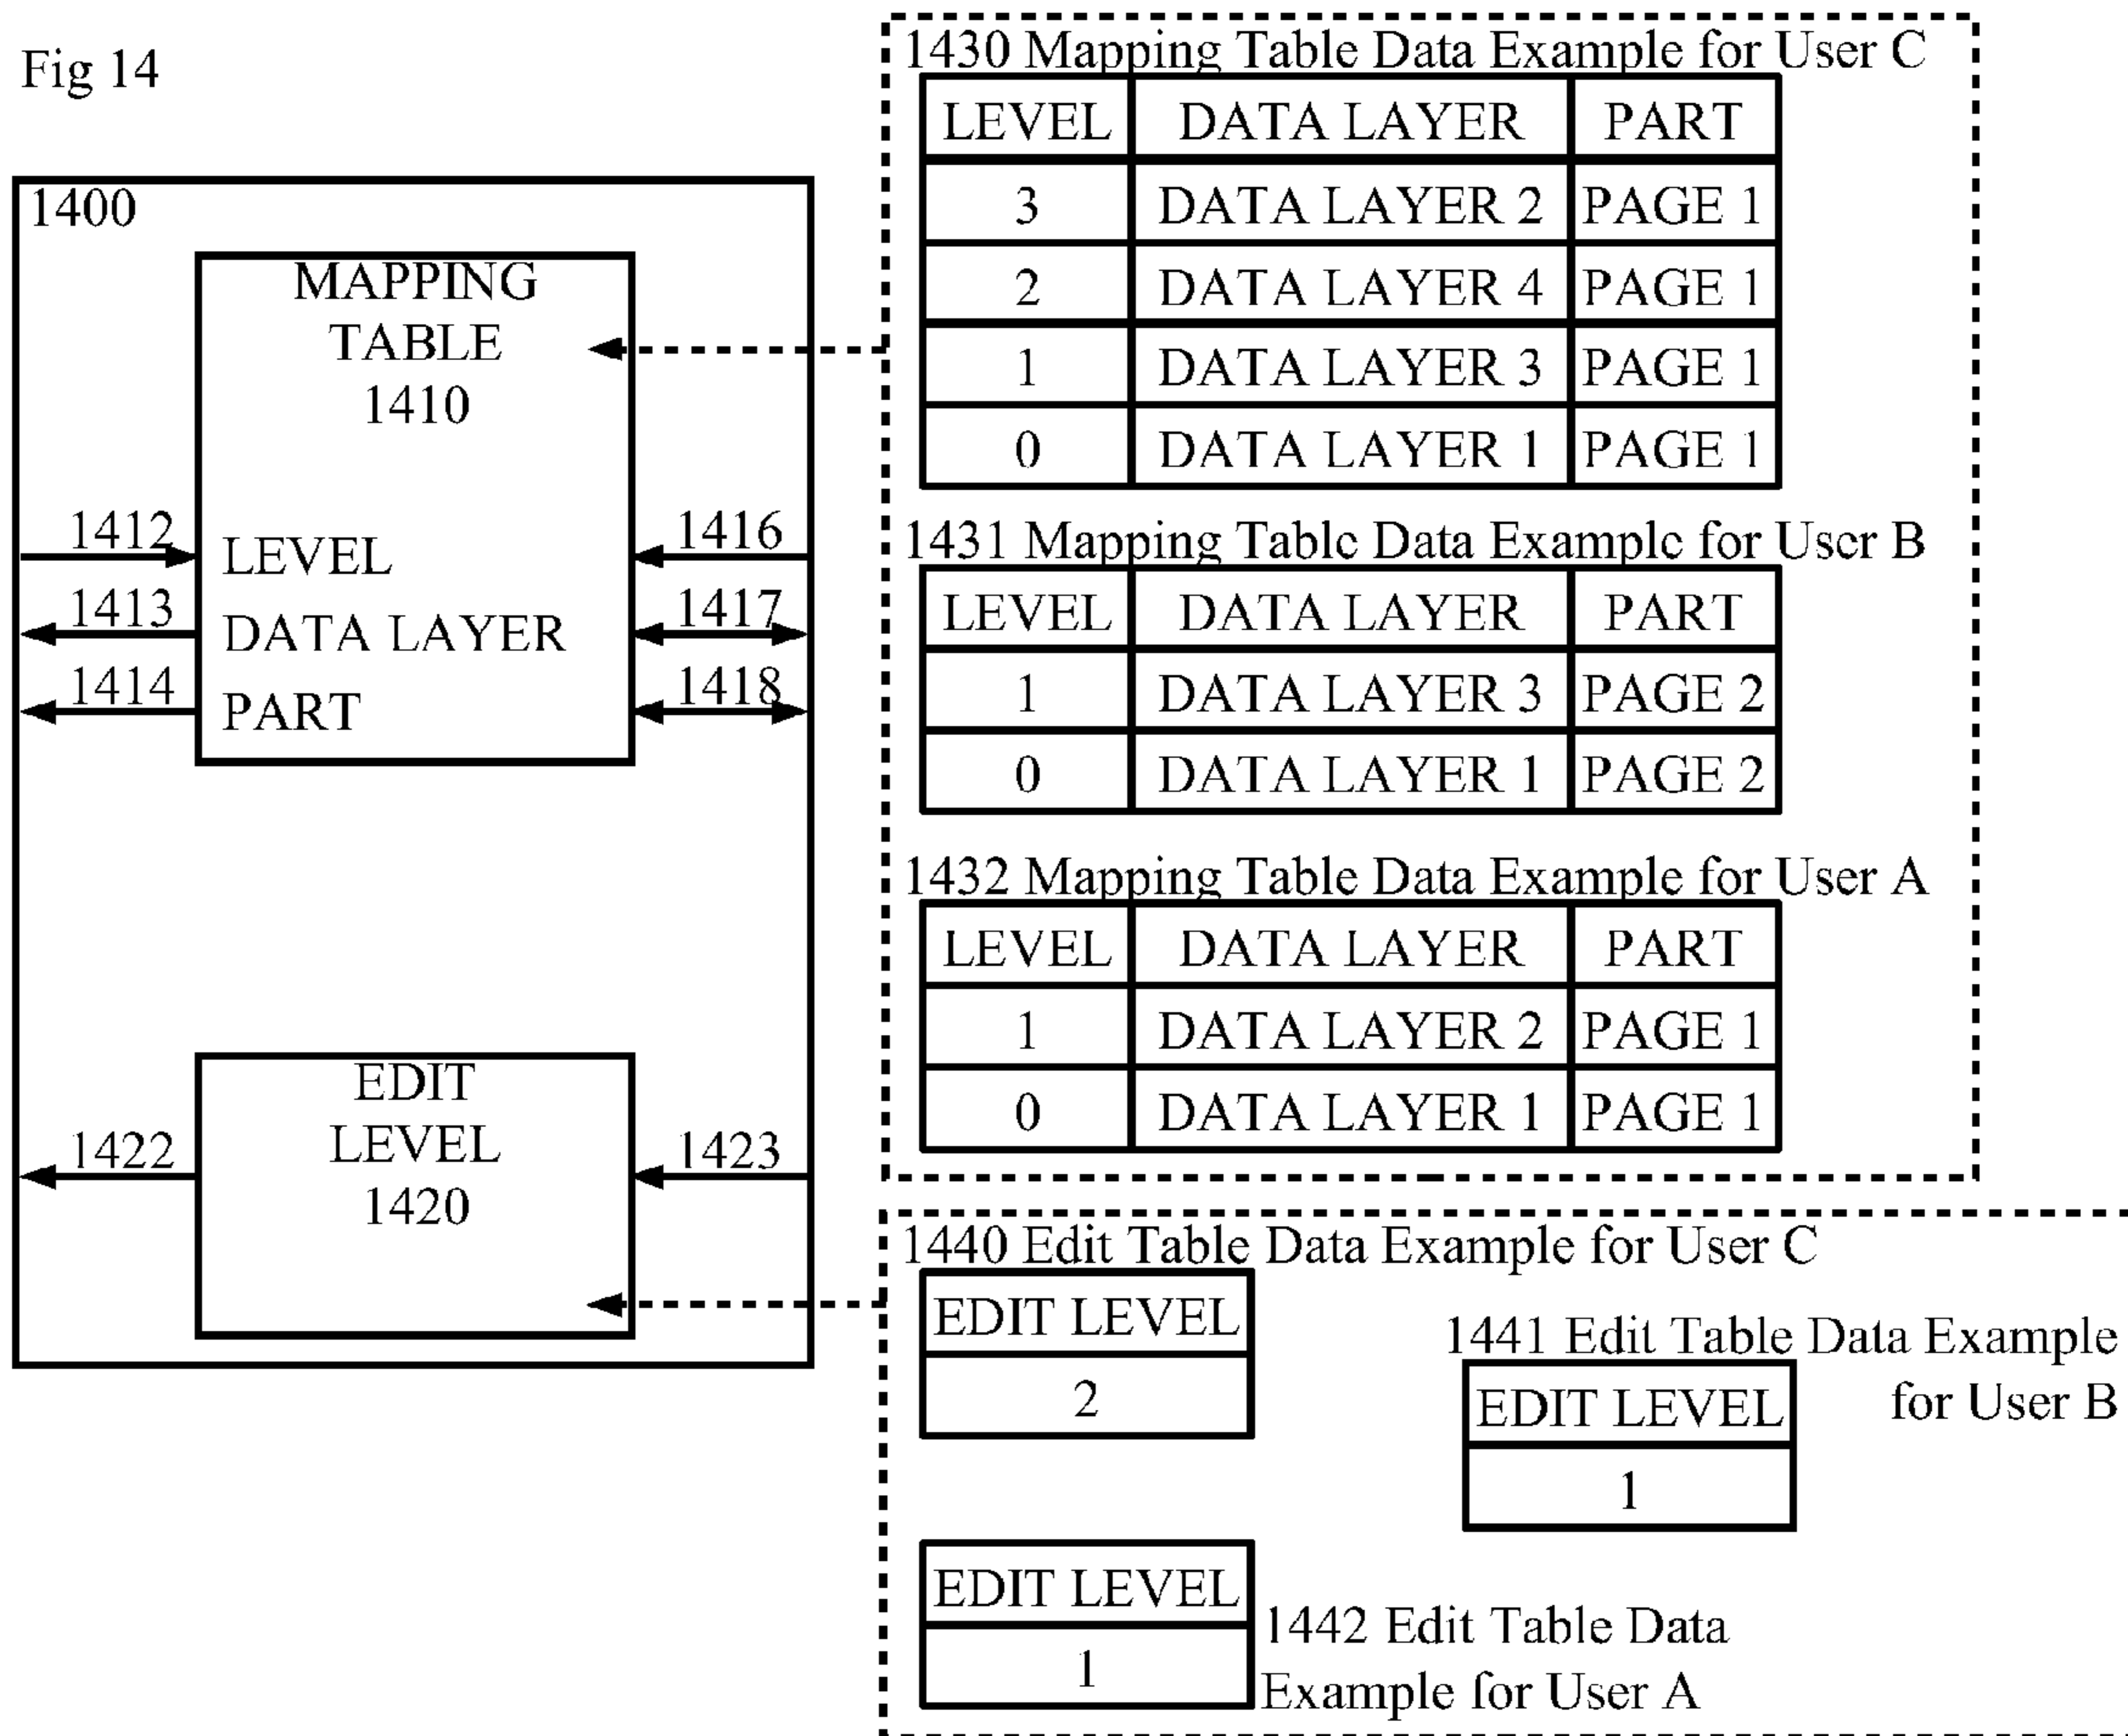 Fig 14
1400
MAPPING
TABLE
1410
1412
LEVEL
1416
1413
DATA LAYER
1417
1414
PART
1418
EDIT
LEVEL
1420
1422
1423
1430 Mapping Table Data Example for User C
LEVEL DATA LAYER PART
3 DATA LAYER 2 PAGE 1
2 DATA LAYER 4 PAGE 1
1 DATA LAYER 3 PAGE 1
0 DATA LAYER 1 PAGE 1
1431 Mapping Table Data Example for User B
LEVEL DATA LAYER PART
1 DATA LAYER 3 PAGE 2
0 DATA LAYER 1 PAGE 2
1432 Mapping Table Data Example for User A
LEVEL DATA LAYER PART
1 DATA LAYER 2 PAGE 1
0 DATA LAYER 1 PAGE 1
1440 Edit Table Data Example for User C
EDIT LEVEL
2
1441 Edit Table Data Example
for User B
EDIT LEVEL
1
EDIT LEVEL
1
1442 Edit Table Data
Example for User A